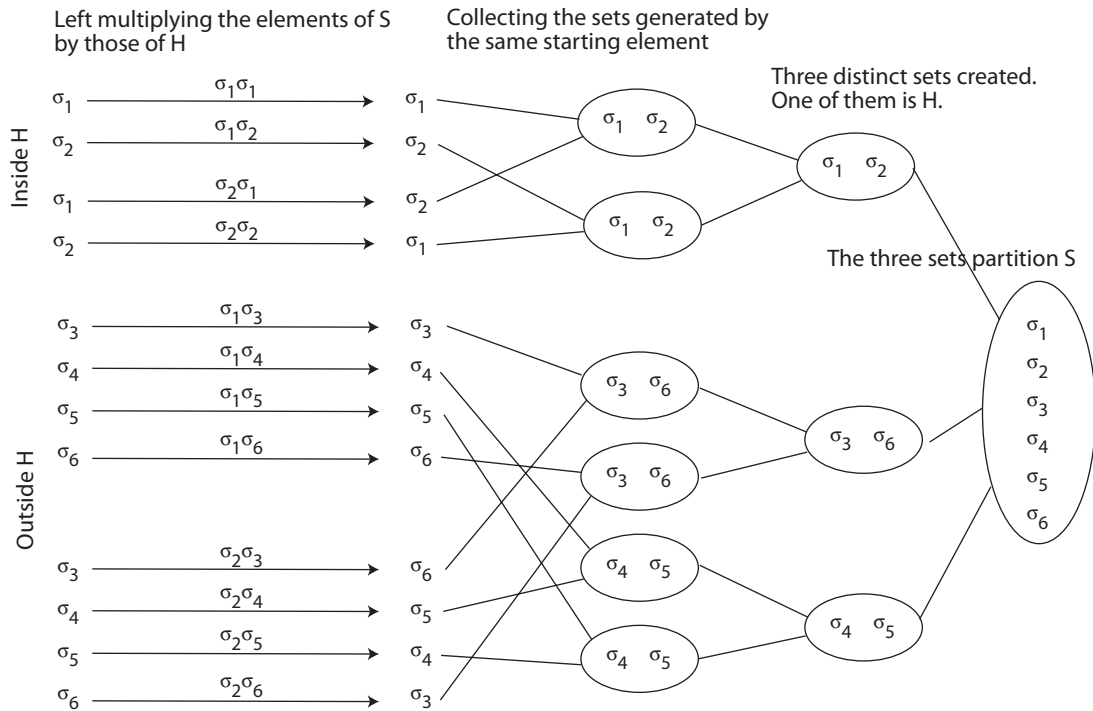 Left multiplying the elements of S
by those of H
Collecting the sets generated by
the same starting element
Three distinct sets created.
One of them is H.
Inside H
σ1 σ1σ1 σ1
σ2 σ1σ2 σ2
σ1 σ2σ1 σ2
σ2 σ2σ2 σ1
σ1 σ2
σ1 σ2
σ1 σ2
The three sets partition S
Outside H
σ3 σ1σ3 σ3
σ4 σ1σ4 σ4
σ5 σ1σ5 σ5
σ6 σ1σ6 σ6
σ3 σ2σ3 σ6
σ4 σ2σ4 σ5
σ5 σ2σ5 σ4
σ6 σ2σ6 σ3
σ3 σ6
σ3 σ6
σ4 σ5
σ4 σ5
σ3 σ6
σ4 σ5
σ1
σ2
σ3
σ4
σ5
σ6